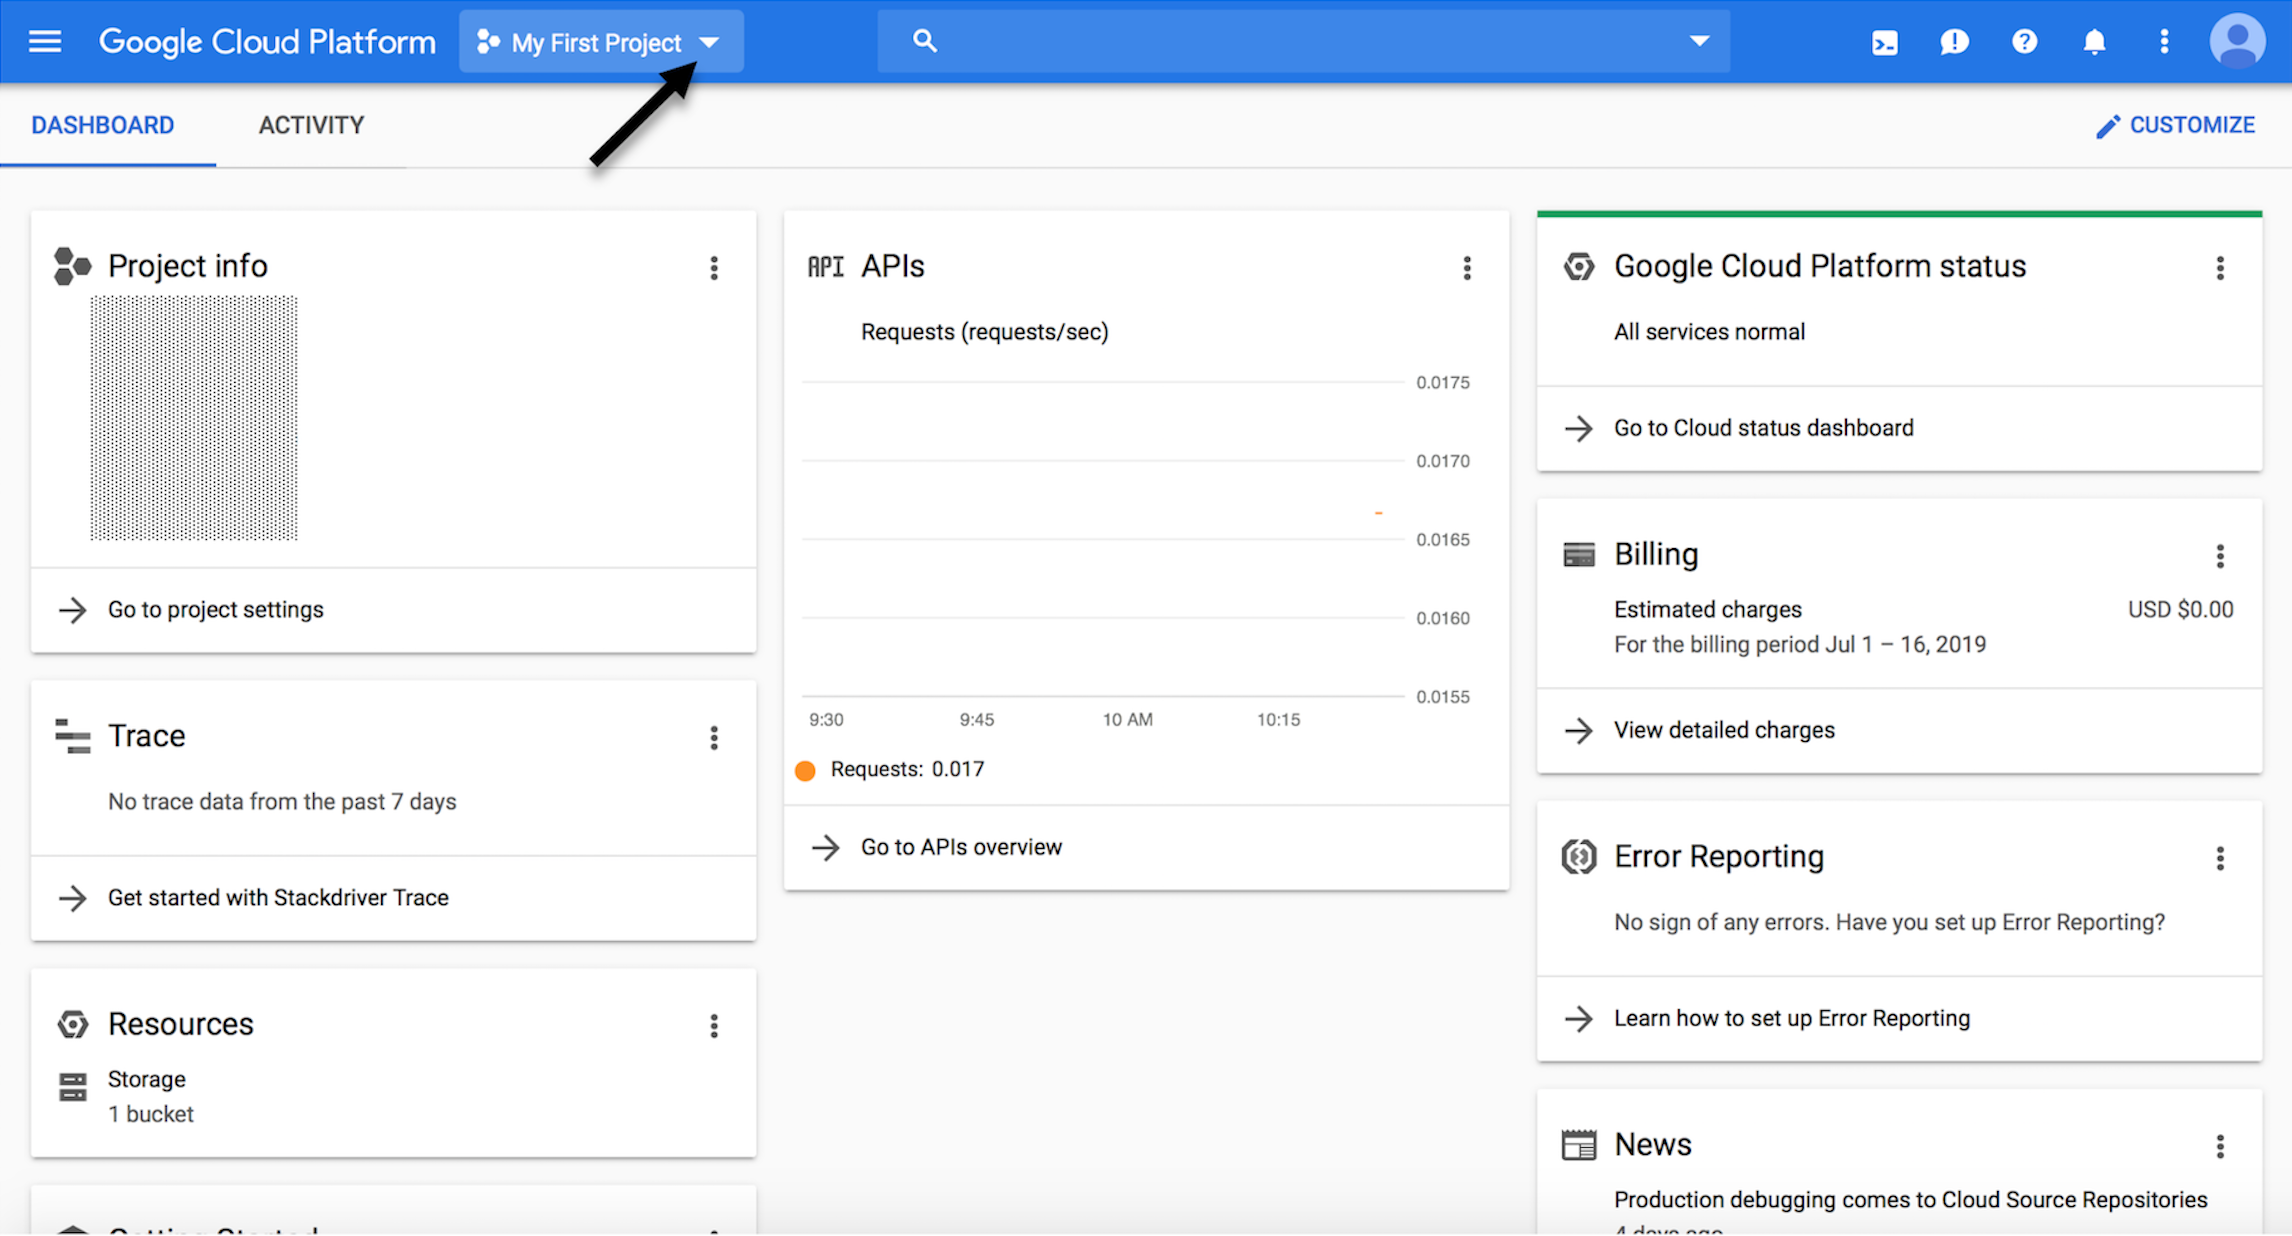 Google Cloud Platform
My First Project
DASHBOARD
ACTIVITY
CUSTOMIZE
Project info
Go to project settings
Trace
No trace data from the past 7 days
Get started with Stackdriver Trace
Resources
Storage
1 bucket
Getting Started
API APIs
Requests (requests/sec)
0.0175
0.0170
0.0165
0.0160
0.0155
9:30 9:45 10 AM 10:15
Requests: 0.017
Go to APIs overview
Google Cloud Platform status
All services normal
Go to Cloud status dashboard
Billing
Estimated charges USD $0.00
For the billing period Jul 1 – 16, 2019
View detailed charges
Error Reporting
No sign of any errors. Have you set up Error Reporting?
Learn how to set up Error Reporting
News
Production debugging comes to Cloud Source Repositories
4 days ago